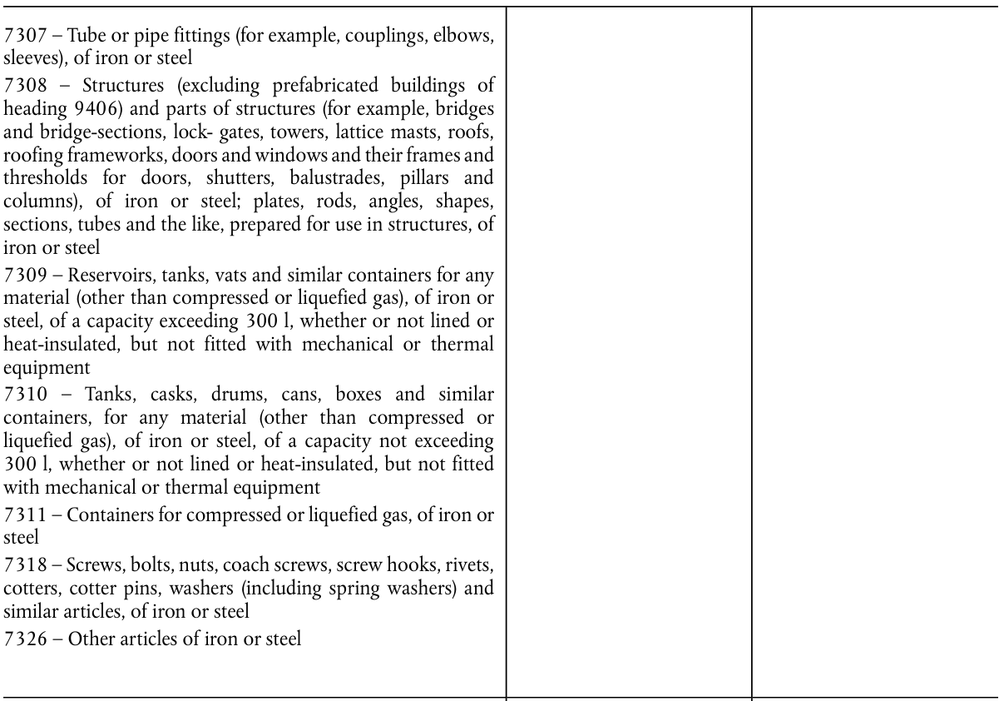 7307 – Tube or pipe fittings (for example, couplings, elbows,
sleeves), of iron or steel
7308 – Structures (excluding prefabricated buildings of
heading 9406) and parts of structures (for example, bridges
and bridge-sections, lock- gates, towers, lattice masts, roofs,
roofing frameworks, doors and windows and their frames and
thresholds for doors, shutters, balustrades, pillars and
columns), of iron or steel; plates, rods, angles, shapes,
sections, tubes and the like, prepared for use in structures, of
iron or steel
7309 – Reservoirs, tanks, vats and similar containers for any
material (other than compressed or liquefied gas), of iron or
steel, of a capacity exceeding 300 l, whether or not lined or
heat-insulated, but not fitted with mechanical or thermal
equipment
7310 – Tanks, casks, drums, cans, boxes and similar
containers, for any material (other than compressed or
liquefied gas), of iron or steel, of a capacity not exceeding
300 l, whether or not lined or heat-insulated, but not fitted
with mechanical or thermal equipment
7311 – Containers for compressed or liquefied gas, of iron or
steel
7318 – Screws, bolts, nuts, coach screws, screw hooks, rivets,
cotters, cotter pins, washers (including spring washers) and
similar articles, of iron or steel
7326 – Other articles of iron or steel